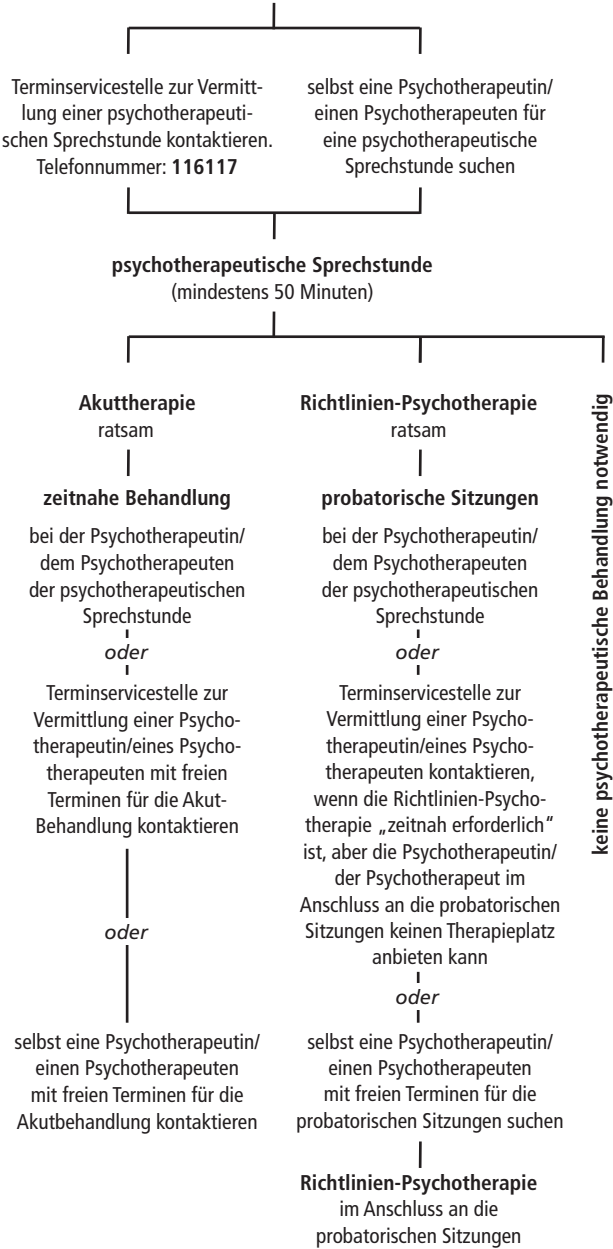 Terminservicestelle zur Vermitt-
lung einer psychotherapeuti-
schen Sprechstunde kontaktieren.
Telefonnummer: 116117
selbst eine Psychotherapeutin/
einen Psychotherapeuten für
eine psychotherapeutische
Sprechstunde suchen
psychotherapeutische Sprechstunde
(mindestens 50 Minuten)
Akuttherapie
ratsam
zeitnahe Behandlung
bei der Psychotherapeutin/
dem Psychotherapeuten
der psychotherapeutischen
Sprechstunde
oder
Terminservicestelle zur
Vermittlung einer Psycho-
therapeutin/eines Psycho-
therapeuten mit freien
Terminen für die Akut-
Behandlung kontaktieren
oder
selbst eine Psychotherapeutin/
einen Psychotherapeuten
mit freien Terminen für die
Akutbehandlung kontaktieren
Richtlinien-Psychotherapie
ratsam
probatorische Sitzungen
bei der Psychotherapeutin/
dem Psychotherapeuten
der psychotherapeutischen
Sprechstunde
oder
Terminservicestelle zur
Vermittlung einer Psycho-
therapeutin/eines Psycho-
therapeuten kontaktieren,
wenn die Richtlinien-Psycho-
therapie „zeitnah erforderlich“
ist, aber die Psychotherapeutin/
der Psychotherapeut im
Anschluss an die probatorischen
Sitzungen keinen Therapieplatz
anbieten kann
oder
selbst eine Psychotherapeutin/
einen Psychotherapeuten
mit freien Terminen für die
probatorischen Sitzungen suchen
Richtlinien-Psychotherapie
im Anschluss an die
probatorischen Sitzungen
keine psychotherapeutische Behandlung notwendig